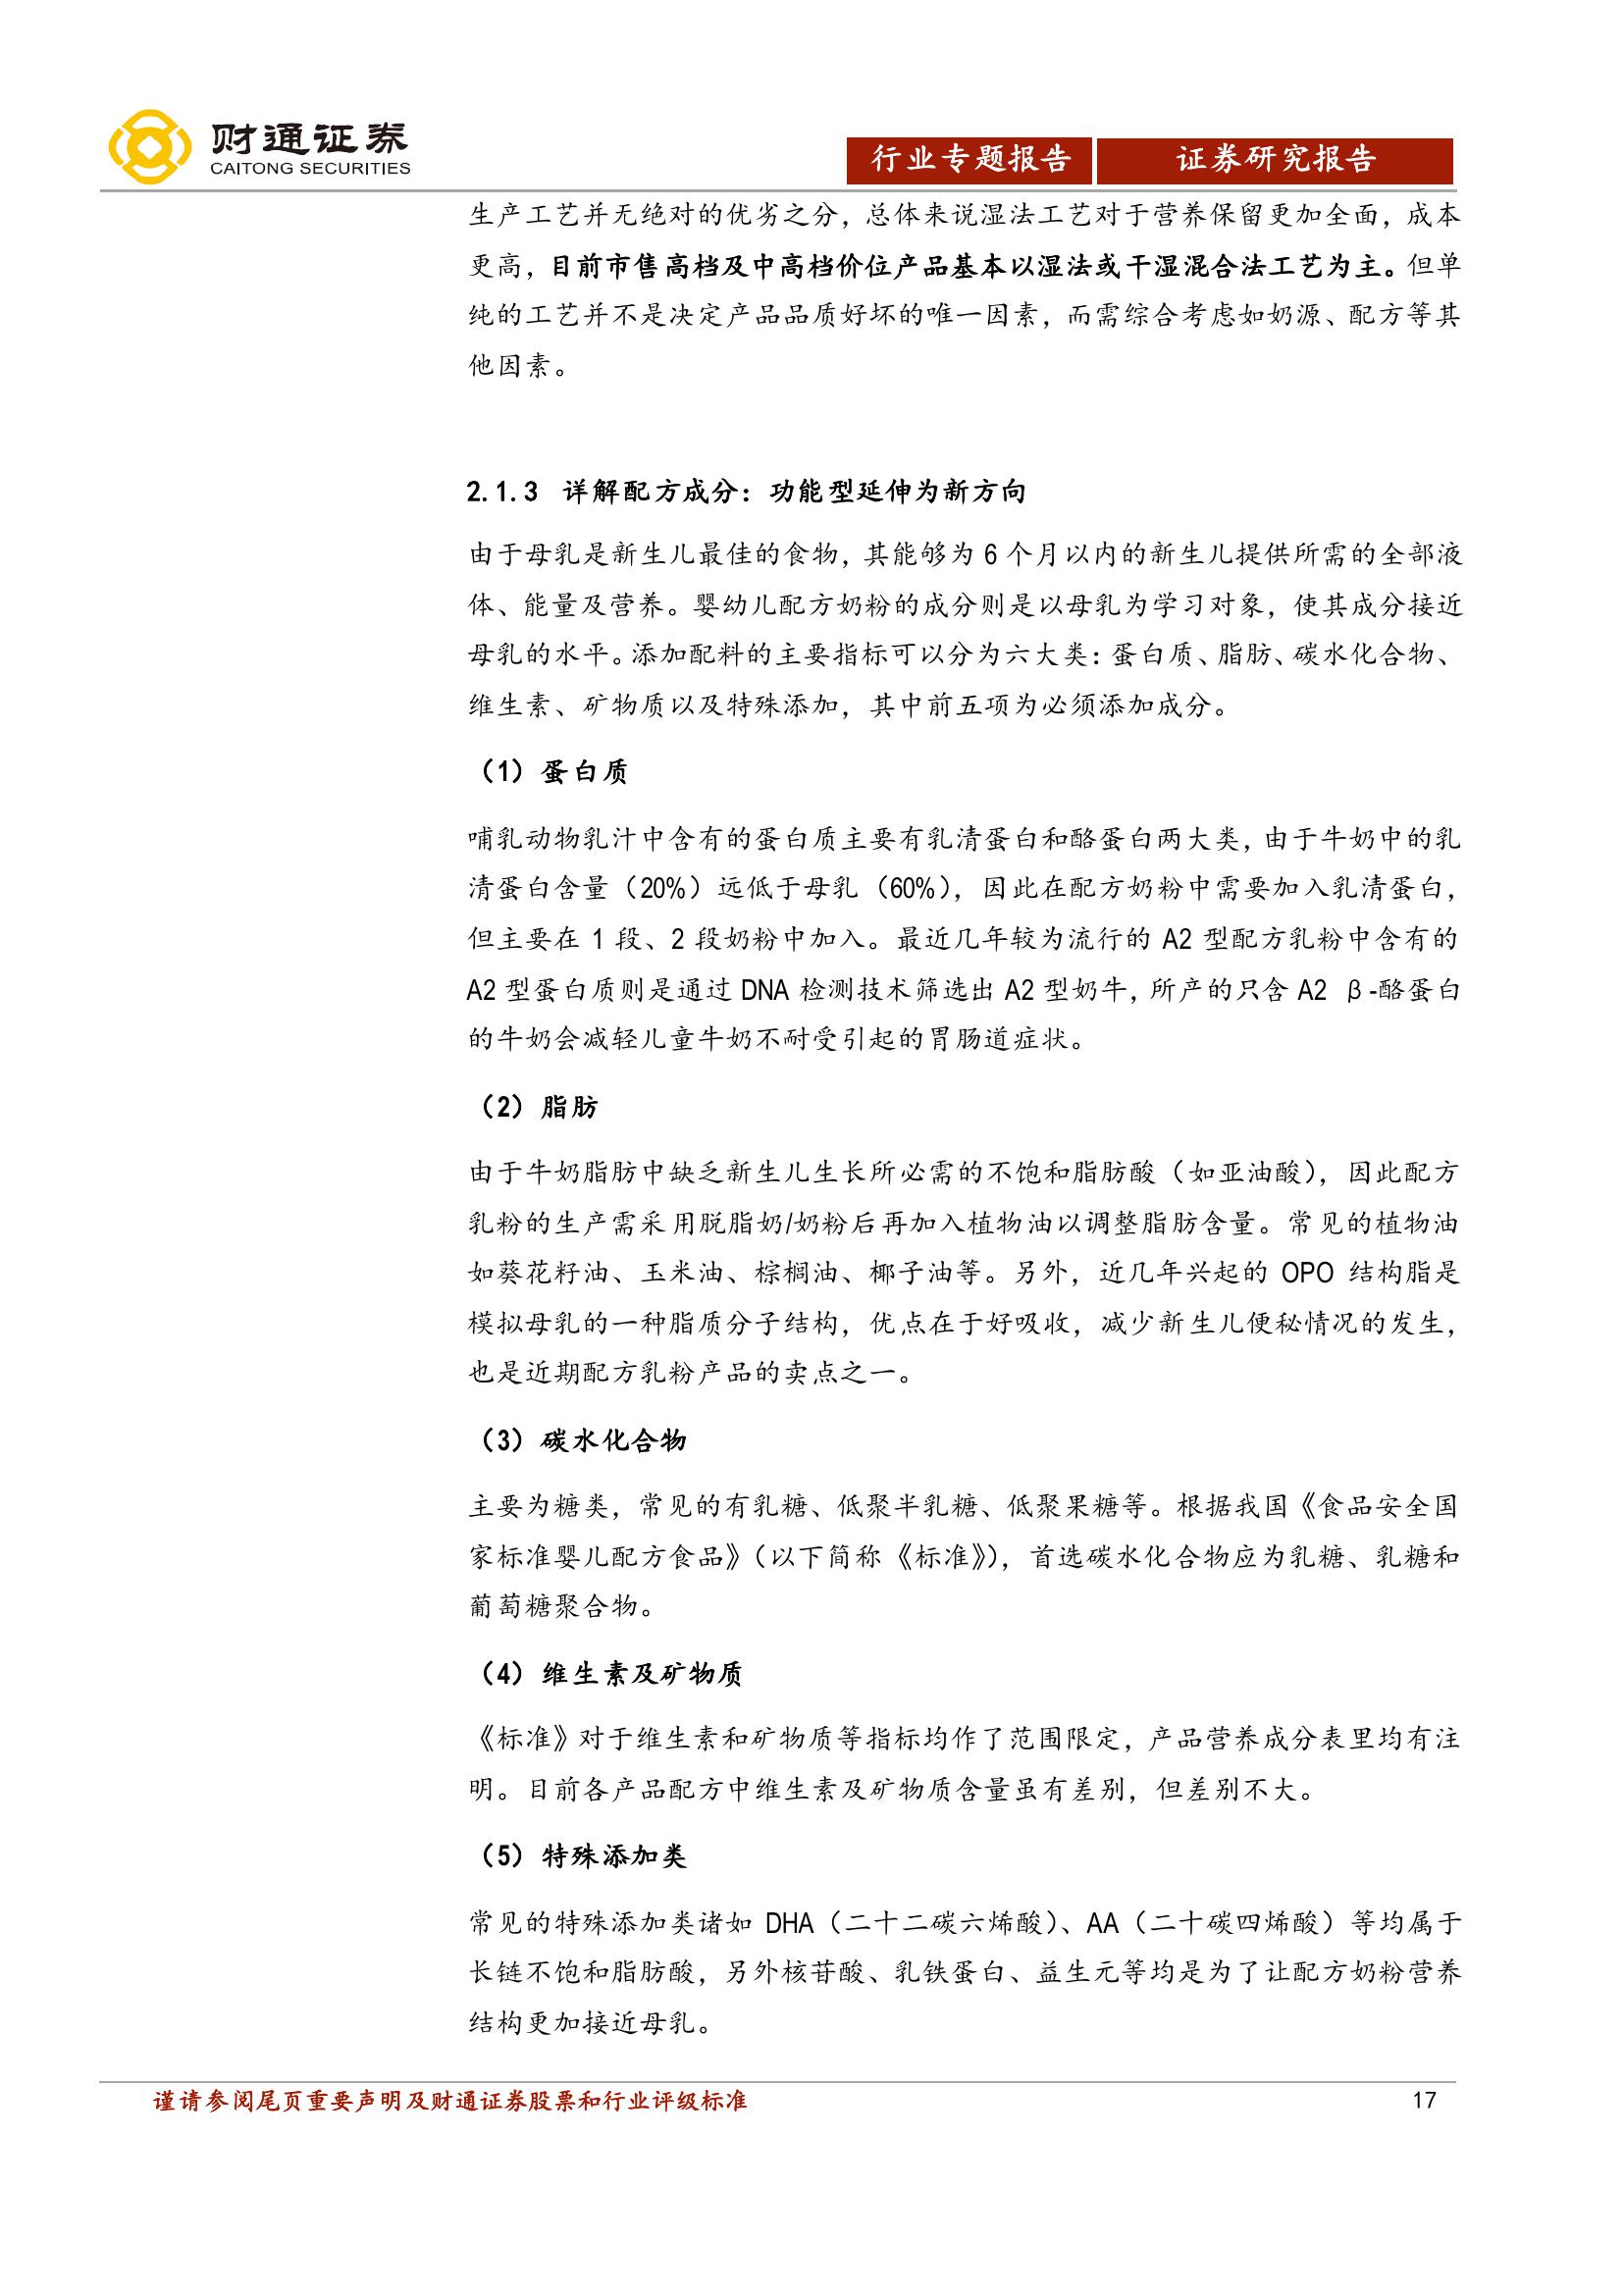 财通证券
CAITONG SECURITIES
行业专题报告 证券研究报告
生产工艺并无绝对的优劣之分，总体来说湿法工艺对于营养保留更加全面，成本
更高，目前市售高档及中高档价位产品基本以湿法或干湿混合法工艺为主。但单
纯的工艺并不是决定产品品质好坏的唯一因素，而需综合考虑如奶源、配方等其
他因素。
2.1.3 详解配方成分：功能型延伸为新方向
由于母乳是新生儿最佳的食物，其能够为 6 个月以内的新生儿提供所需的全部液
体、能量及营养。婴幼儿配方奶粉的成分则是以母乳为学习对象，使其成分接近
母乳的水平。添加配料的主要指标可以分为六大类：蛋白质、脂肪、碳水化合物、
维生素、矿物质以及特殊添加，其中前五项为必须添加成分。
（1）蛋白质
哺乳动物乳汁中含有的蛋白质主要有乳清蛋白和酪蛋白两大类，由于牛奶中的乳
清蛋白含量（20%）远低于母乳（60%），因此在配方奶粉中需要加入乳清蛋白，
但主要在 1 段、2 段奶粉中加入。最近几年较为流行的 A2 型配方乳粉中含有的
A2 型蛋白质则是通过 DNA 检测技术筛选出 A2 型奶牛，所产的只含 A2 β-酪蛋白
的牛奶会减轻儿童牛奶不耐受引起的胃肠道症状。
（2）脂肪
由于牛奶脂肪中缺乏新生儿生长所必需的不饱和脂肪酸（如亚油酸），因此配方
乳粉的生产需采用脱脂奶/奶粉后再加入植物油以调整脂肪含量。常见的植物油
如葵花籽油、玉米油、棕榈油、椰子油等。另外，近几年兴起的 OPO 结构脂是
模拟母乳的一种脂质分子结构，优点在于好吸收，减少新生儿便秘情况的发生，
也是近期配方乳粉产品的卖点之一。
（3）碳水化合物
主要为糖类，常见的有乳糖、低聚半乳糖、低聚果糖等。根据我国《食品安全国
家标准婴儿配方食品》（以下简称《标准》），首选碳水化合物应为乳糖、乳糖和
葡萄糖聚合物。
（4）维生素及矿物质
《标准》对于维生素和矿物质等指标均作了范围限定，产品营养成分表里均有注
明。目前各产品配方中维生素及矿物质含量虽有差别，但差别不大。
（5）特殊添加类
常见的特殊添加类诸如 DHA（二十二碳六烯酸）、AA（二十碳四烯酸）等均属于
长链不饱和脂肪酸，另外核苷酸、乳铁蛋白、益生元等均是为了让配方奶粉营养
结构更加接近母乳。
谨请参阅尾页重要声明及财通证券股票和行业评级标准 17